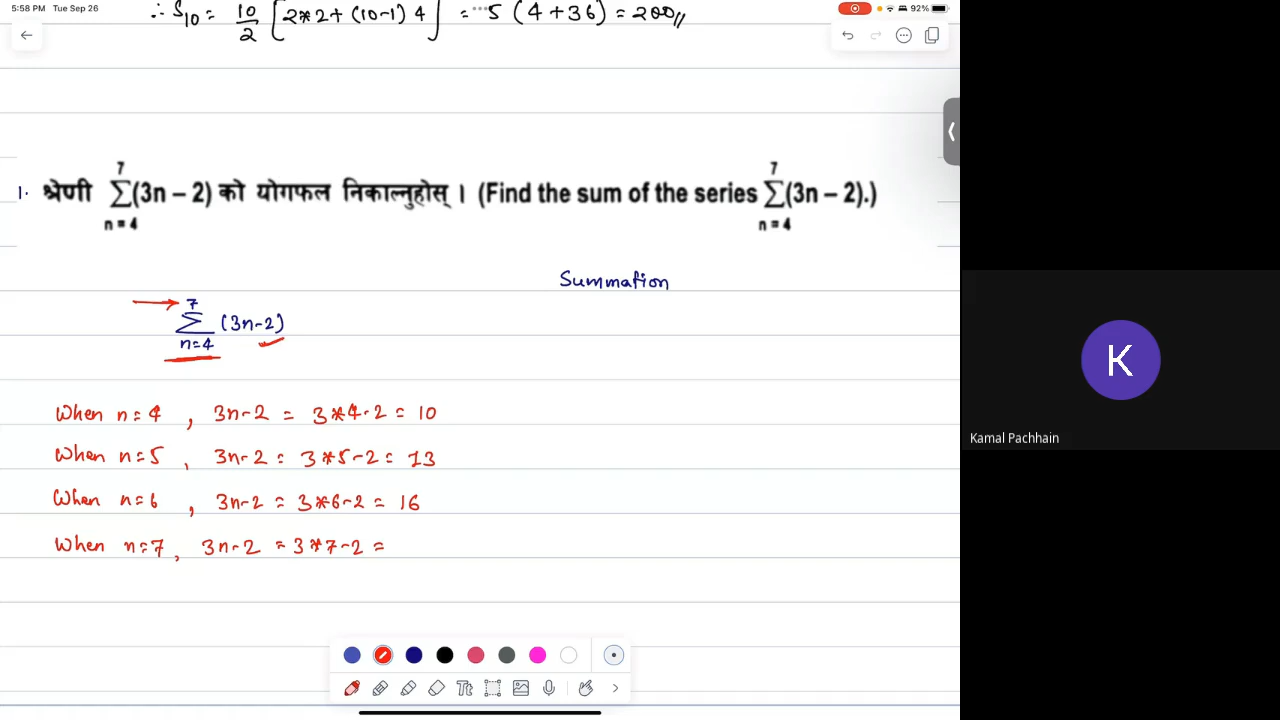 5:58 PM Tue Sep 26
92%
∴ S₁₀ = 10/2 [2*2+(10-1)4] = 5 (4+36) = 200//
1. श्रेणी 7∑n=4 (3n – 2) को योगफल निकाल्नुहोस् । (Find the sum of the series 7∑n=4 (3n – 2).)
Summation
7∑n=4 (3n-2)
When n=4 , 3n-2 = 3*4-2 = 10
When n=5 , 3n-2 = 3*5-2 = 13
When n=6 , 3n-2 = 3*6-2 = 16
When n=7, 3n-2 = 3*7-2 =
Tt
K
Kamal Pachhain